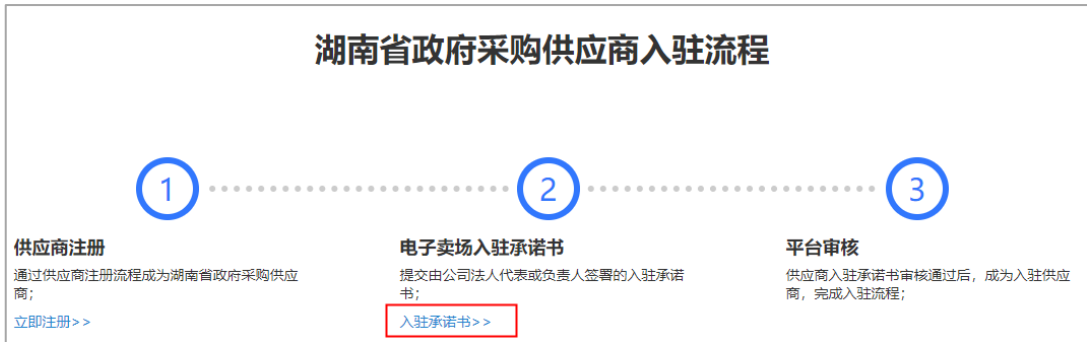 湖南省政府采购供应商入驻流程
1
2
3
供应商注册
通过供应商注册流程成为湖南省政府采购供应
商；
立即注册>>
电子卖场入驻承诺书
提交由公司法人代表或负责人签署的入驻承诺
书；
入驻承诺书>>
平台审核
供应商入驻承诺书审核通过后，成为入驻供应
商，完成入驻流程；